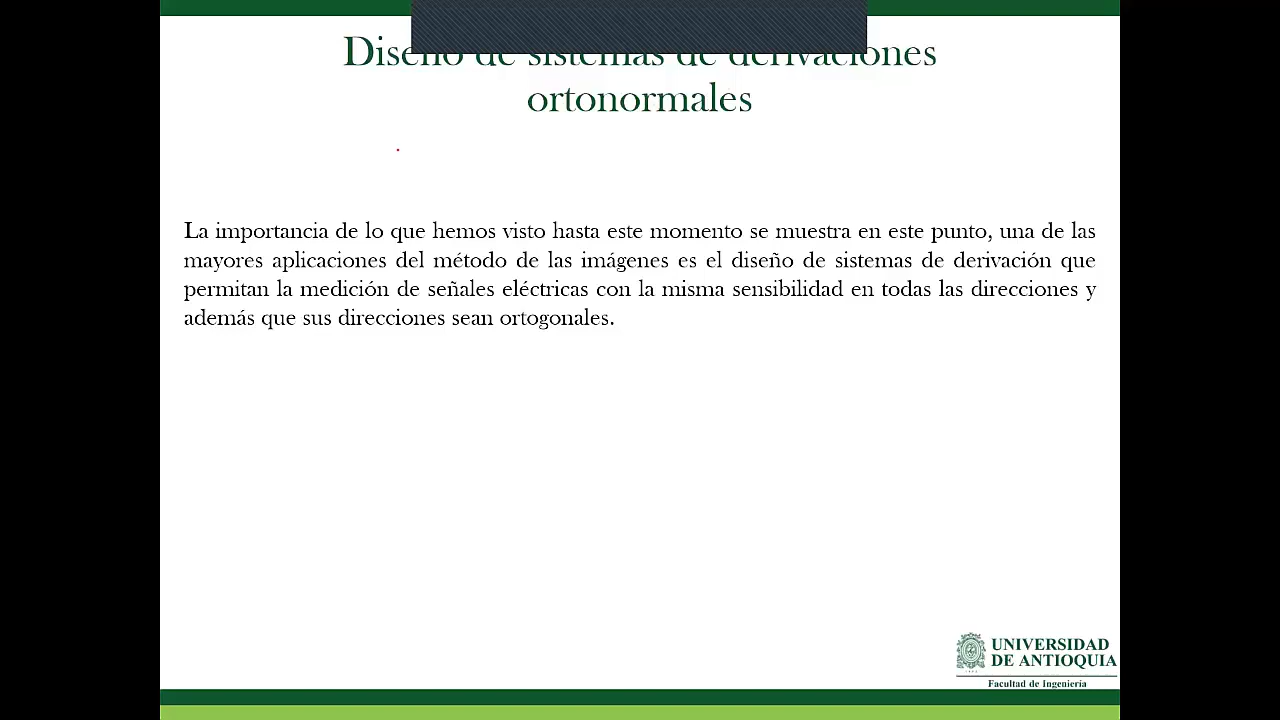 Diseño de sistemas de derivaciones
ortonormales
La importancia de lo que hemos visto hasta este momento se muestra en este punto, una de las
mayores aplicaciones del método de las imágenes es el diseño de sistemas de derivación que
permitan la medición de señales eléctricas con la misma sensibilidad en todas las direcciones y
además que sus direcciones sean ortogonales.
UNIVERSIDAD
DE ANTIOQUIA
Facultad de Ingeniería